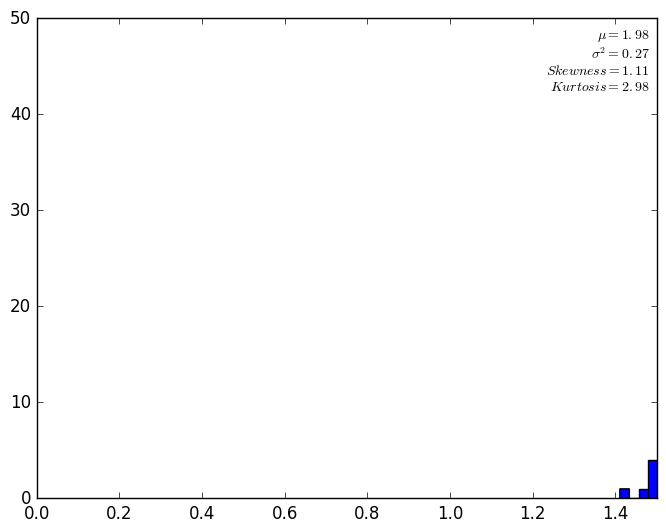 50
μ = 1.98
σ² = 0.27
Skewness = 1.11
Kurtosis = 2.98
40
30
20
10
0
0.0 0.2 0.4 0.6 0.8 1.0 1.2 1.4